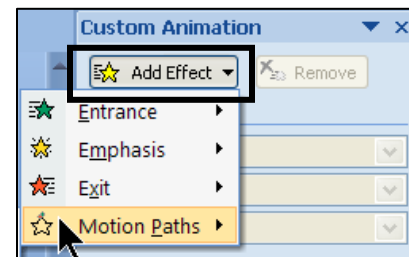 Custom Animation
Add Effect
Remove
Entrance
Emphasis
Exit
Motion Paths